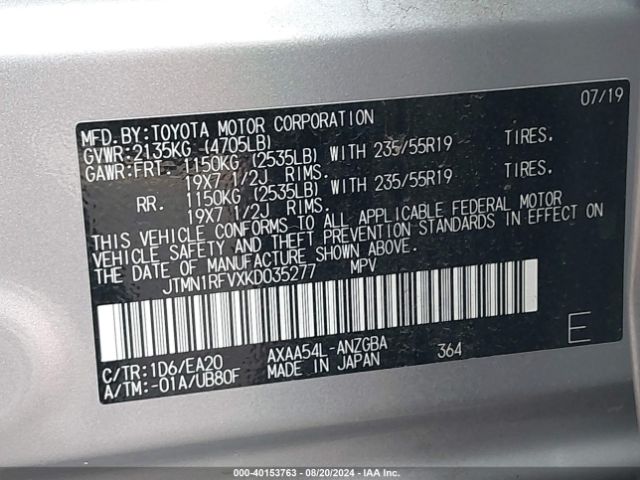 07/19
MFD.BY:TOYOTA MOTOR CORPORATION
GVWR:2135KG (4705LB)
GAWR:FRT. 1150KG (2535LB) WITH 235/55R19 TIRES.
19X7 1/2J RIMS.
RR. 1150KG (2535LB) WITH 235/55R19 TIRES.
19X7 1/2J RIMS.
THIS VEHICLE CONFORMS TO ALL APPLICABLE FEDERAL MOTOR
VEHICLE SAFETY AND THEFT PREVENTION STANDARDS IN EFFECT ON
THE DATE OF MANUFACTURE SHOWN ABOVE.
JTMN1RFVXKD035277 MPV
E
C/TR:1D6/EA20 AXAA54L-ANZGBA 364
A/TM:-01A/UB80F MADE IN JAPAN
000-40153763 - 08/20/2024 - IAA Inc.